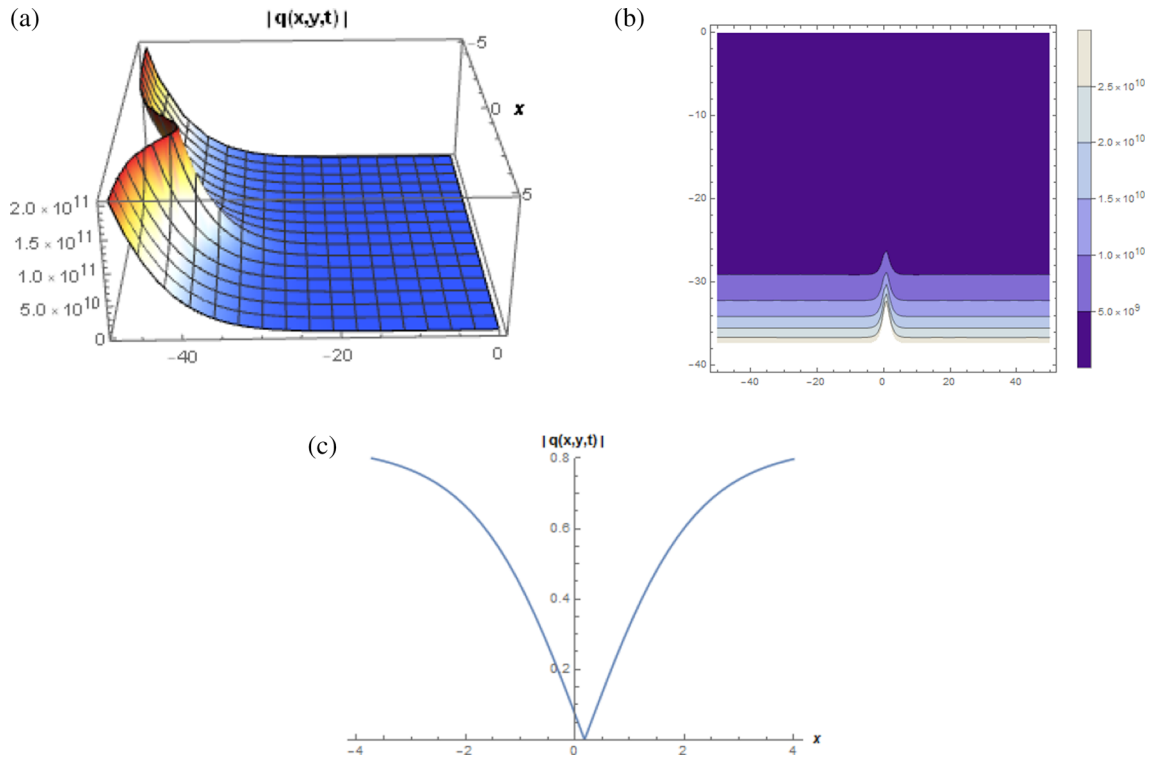 (a)
|q(x,y,t)|
-5
0
x
5
2.0 × 10¹¹
1.5 × 10¹¹
1.0 × 10¹¹
5.0 × 10¹⁰
0
-40
-20
0
(b)
0
-10
-20
-30
-40
-40
-20
0
20
40
2.5 × 10¹⁰
2.0 × 10¹⁰
1.5 × 10¹⁰
1.0 × 10¹⁰
5.0 × 10⁹
(c)
|q(x,y,t)|
0.8
0.6
0.4
0.2
-4
-2
0
2
4
x